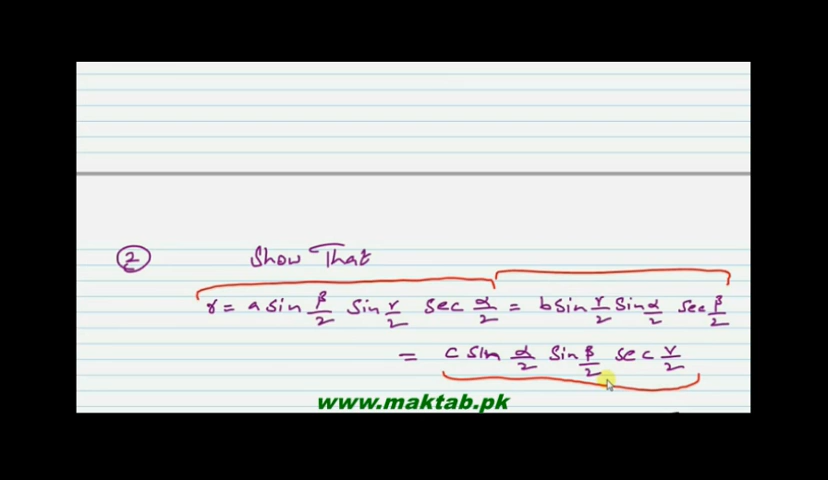 ② Show That
r = a sin β/2 sin γ/2 sec α/2 = b sin γ/2 sin α/2 sec β/2
= c sin α/2 sin β/2 sec γ/2
www.maktab.pk